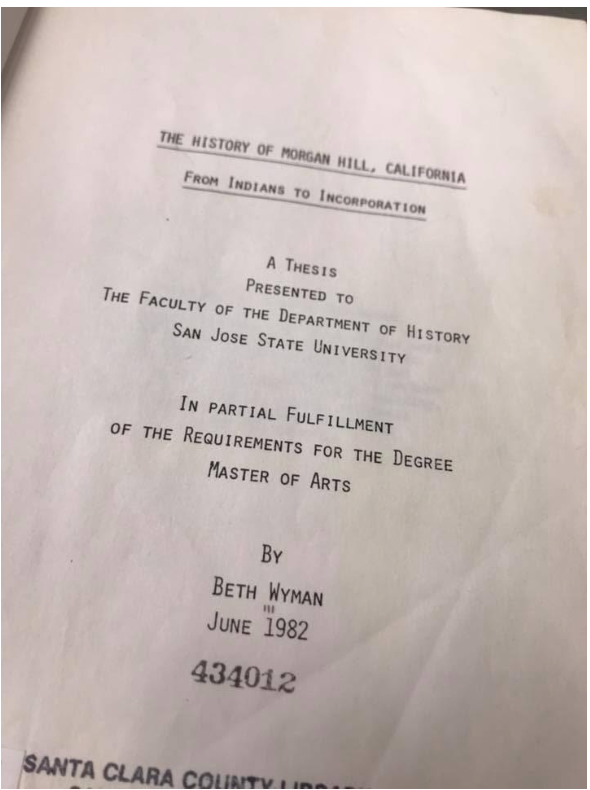 THE HISTORY OF MORGAN HILL, CALIFORNIA
FROM INDIANS TO INCORPORATION
A THESIS
PRESENTED TO
THE FACULTY OF THE DEPARTMENT OF HISTORY
SAN JOSE STATE UNIVERSITY
IN PARTIAL FULFILLMENT
OF THE REQUIREMENTS FOR THE DEGREE
MASTER OF ARTS
BY
BETH WYMAN
JUNE 1982
434012
SANTA CLARA COUNTY